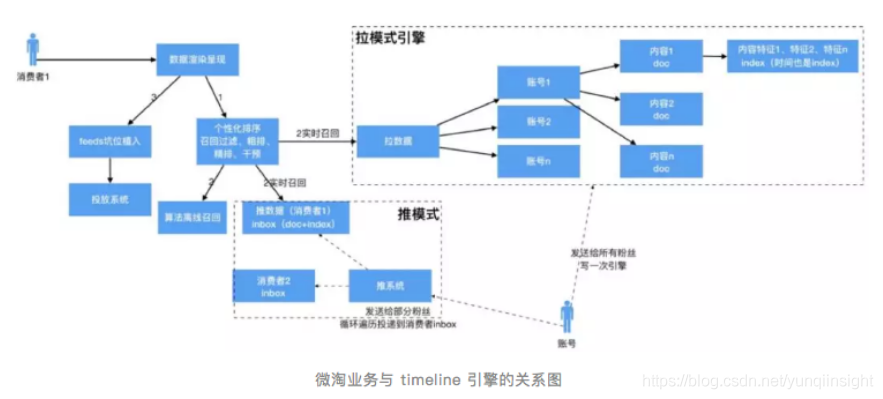 拉模式引擎
消费者1
数据渲染呈现
3
1
feeds坑位植入
投放系统
个性化排序
召回过滤、粗排、
精排、干预
2
算法离线召回
2实时召回
2实时召回
拉数据
账号1
账号2
账号n
内容1
doc
内容2
doc
内容n
doc
内容特征1、特征2、特征n
index（时间也是index）
推模式
推数据（消费者1）
inbox（doc+index）
消费者2
inbox
推系统
发送给部分粉丝
循环遍历投递到消费者inbox
发送给所有粉丝
写一次引擎
账号
微淘业务与 timeline 引擎的关系图
https://blog.csdn.net/yunqiinsight